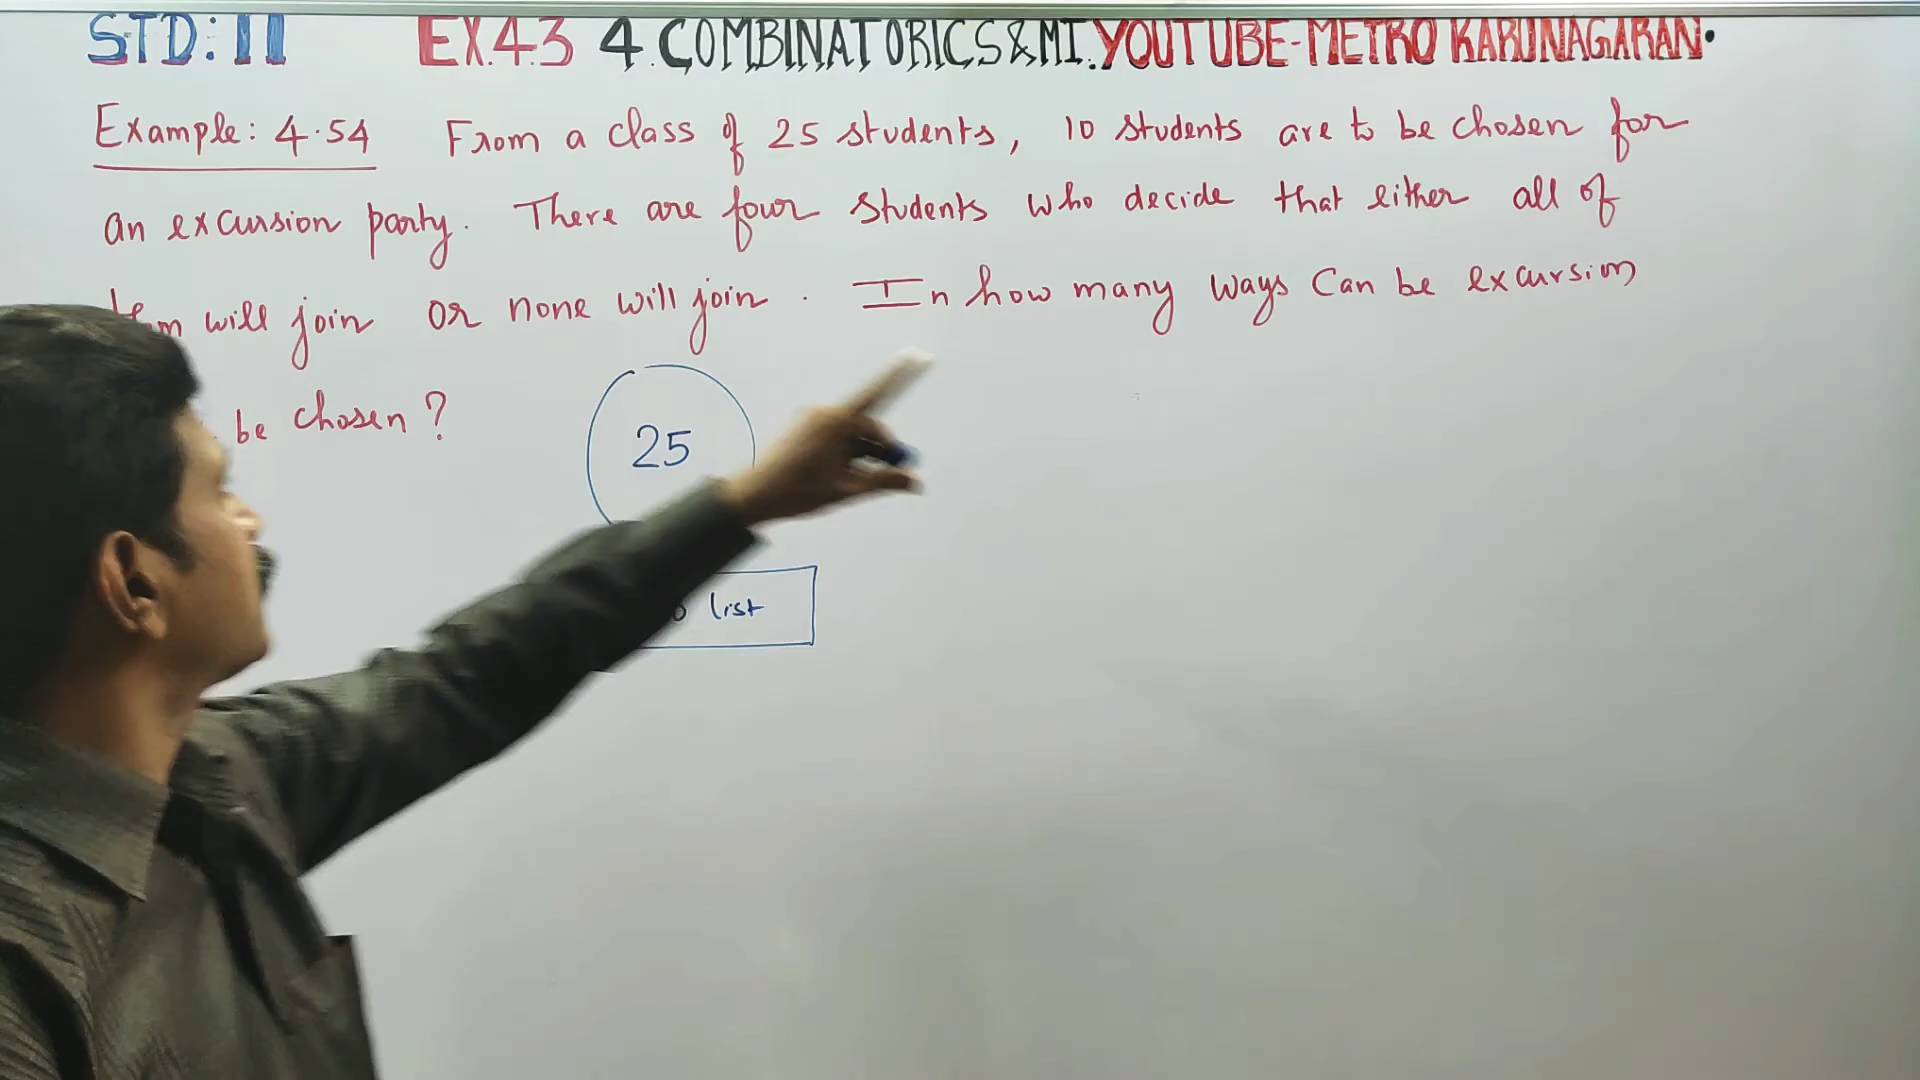 STD: 11 EX.4.3 4.COMBINATORICS&MI. YOUTUBE-METRO KARUNAGARAN.
Example: 4.54 From a class of 25 students, 10 students are to be chosen for
an excursion party. There are four students who decide that either all of
will join or none will join. In how many ways can be excursion
be chosen?
25
list